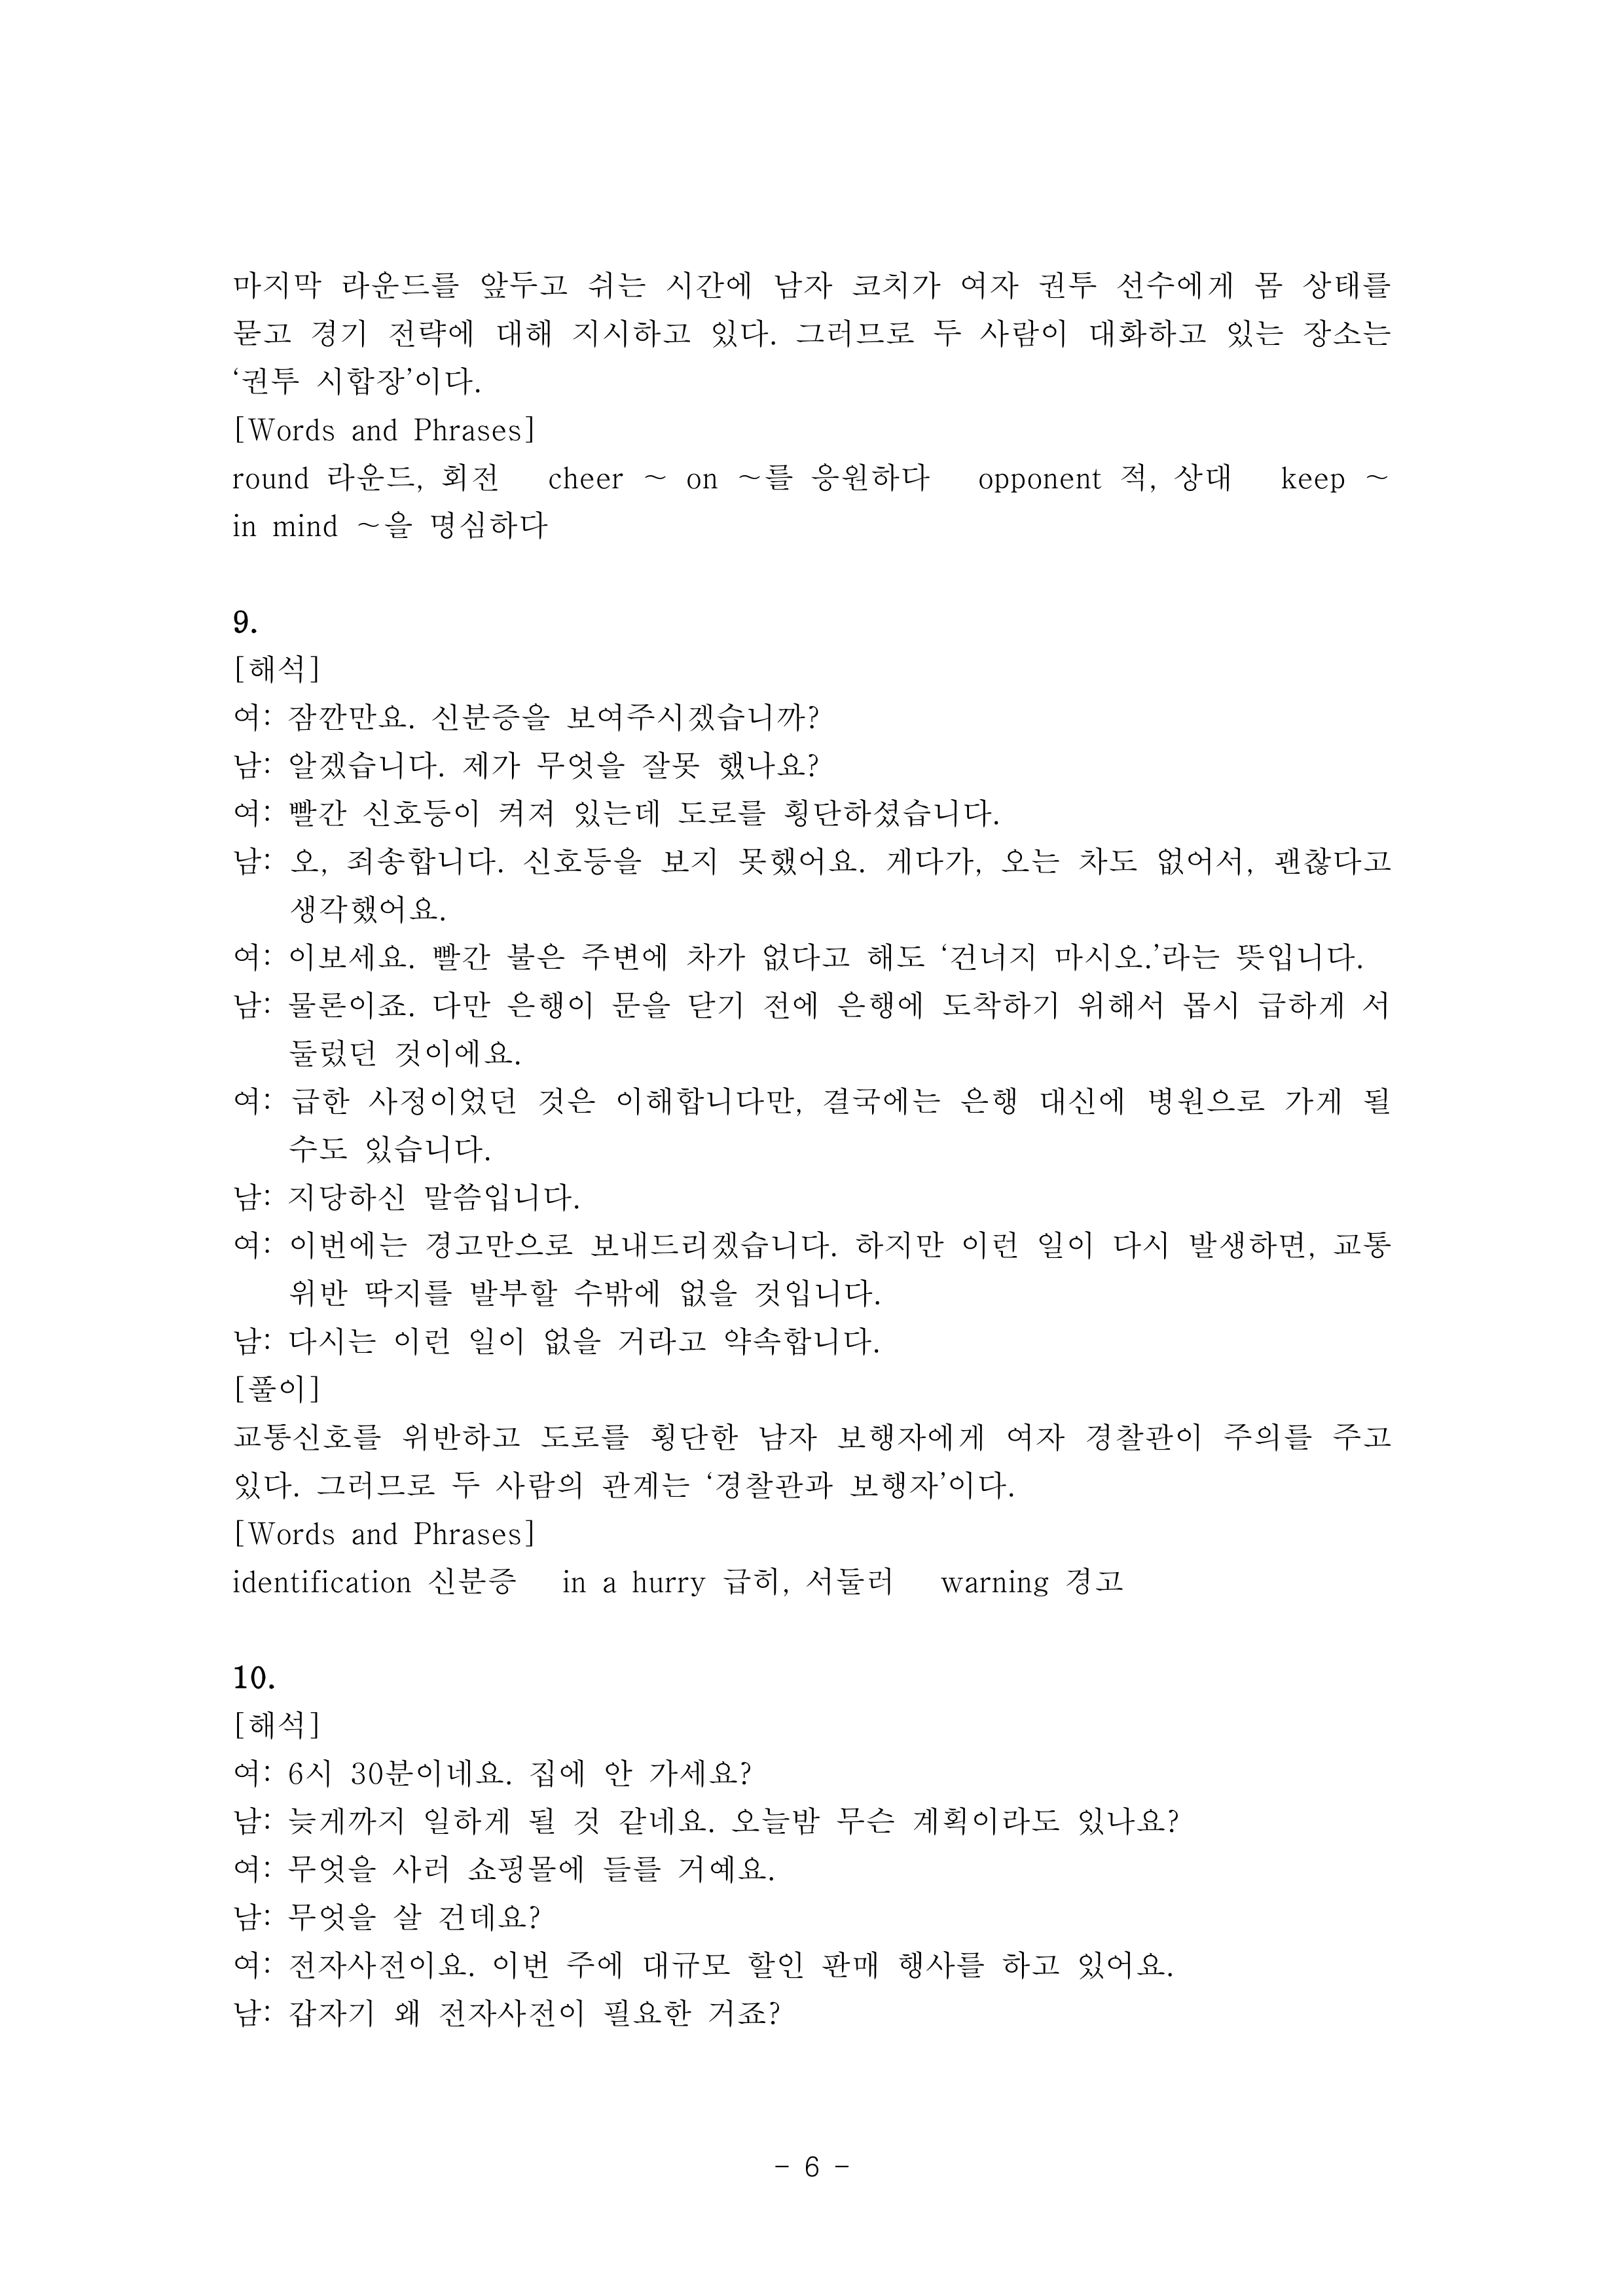 마지막 라운드를 앞두고 쉬는 시간에 남자 코치가 여자 권투 선수에게 몸 상태를
묻고 경기 전략에 대해 지시하고 있다. 그러므로 두 사람이 대화하고 있는 장소는
‘권투 시합장’이다.
[Words and Phrases]
round 라운드, 회전 cheer ~ on ~를 응원하다 opponent 적, 상대 keep ~
in mind ~을 명심하다
9.
[해석]
여: 잠깐만요. 신분증을 보여주시겠습니까?
남: 알겠습니다. 제가 무엇을 잘못 했나요?
여: 빨간 신호등이 켜져 있는데 도로를 횡단하셨습니다.
남: 오, 죄송합니다. 신호등을 보지 못했어요. 게다가, 오는 차도 없어서, 괜찮다고
생각했어요.
여: 이보세요. 빨간 불은 주변에 차가 없다고 해도 ‘건너지 마시오.’라는 뜻입니다.
남: 물론이죠. 다만 은행이 문을 닫기 전에 은행에 도착하기 위해서 몹시 급하게 서
둘렀던 것이에요.
여: 급한 사정이었던 것은 이해합니다만, 결국에는 은행 대신에 병원으로 가게 될
수도 있습니다.
남: 지당하신 말씀입니다.
여: 이번에는 경고만으로 보내드리겠습니다. 하지만 이런 일이 다시 발생하면, 교통
위반 딱지를 발부할 수밖에 없을 것입니다.
남: 다시는 이런 일이 없을 거라고 약속합니다.
[풀이]
교통신호를 위반하고 도로를 횡단한 남자 보행자에게 여자 경찰관이 주의를 주고
있다. 그러므로 두 사람의 관계는 ‘경찰관과 보행자’이다.
[Words and Phrases]
identification 신분증 in a hurry 급히, 서둘러 warning 경고
10.
[해석]
여: 6시 30분이네요. 집에 안 가세요?
남: 늦게까지 일하게 될 것 같네요. 오늘밤 무슨 계획이라도 있나요?
여: 무엇을 사러 쇼핑몰에 들를 거예요.
남: 무엇을 살 건데요?
여: 전자사전이요. 이번 주에 대규모 할인 판매 행사를 하고 있어요.
남: 갑자기 왜 전자사전이 필요한 거죠?
- 6 -